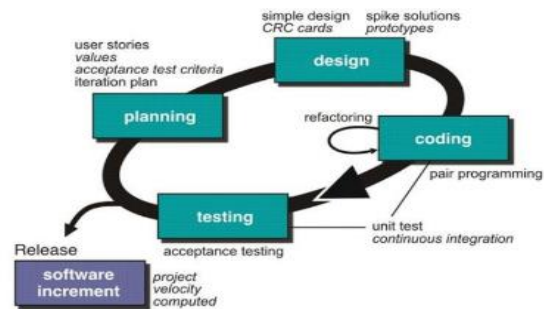 simple design
CRC cards
spike solutions
prototypes
user stories
values
acceptance test criteria
iteration plan
design
planning
refactoring
coding
pair programming
testing
unit test
continuous integration
acceptance testing
Release
software
increment
project
velocity
computed